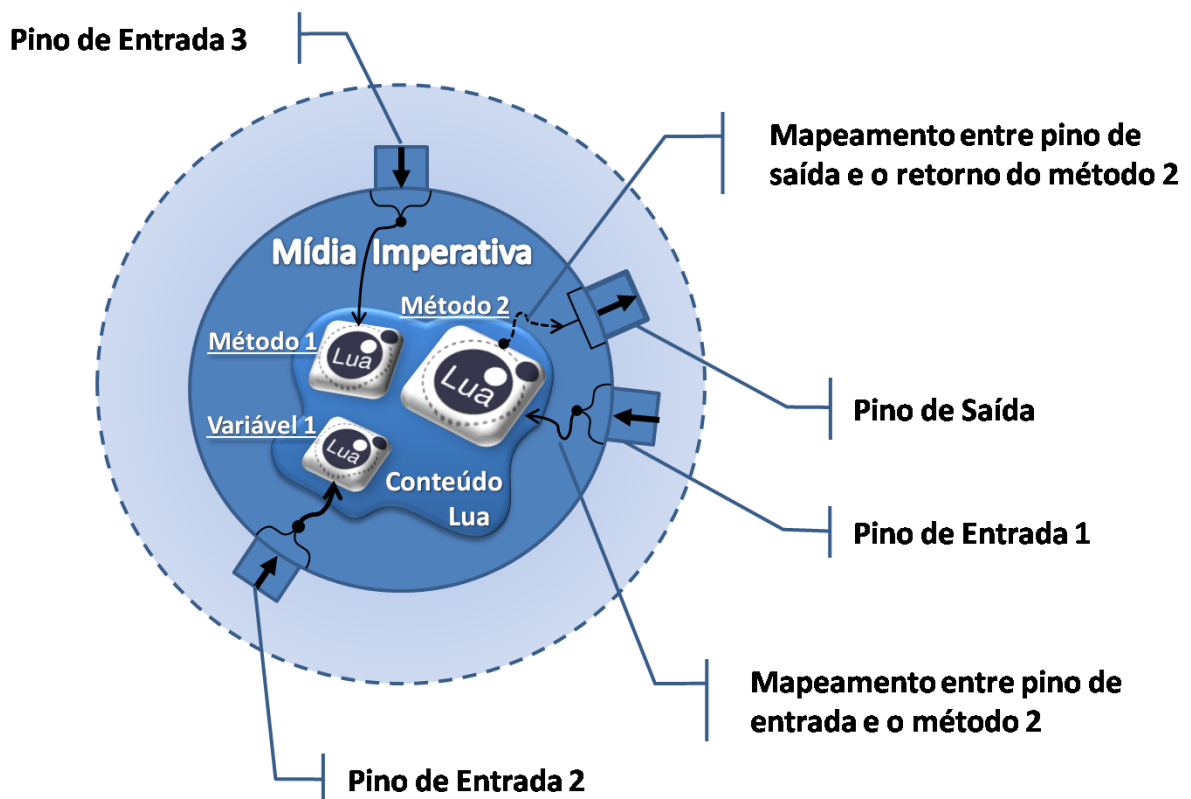 Pino de Entrada 3
Mapeamento entre pino de
saída e o retorno do método 2
Mídia Imperativa
Método 2
Método 1
Lua
Lua
Variável 1
Lua
Conteúdo
Lua
Pino de Saída
Pino de Entrada 1
Mapeamento entre pino de
entrada e o método 2
Pino de Entrada 2